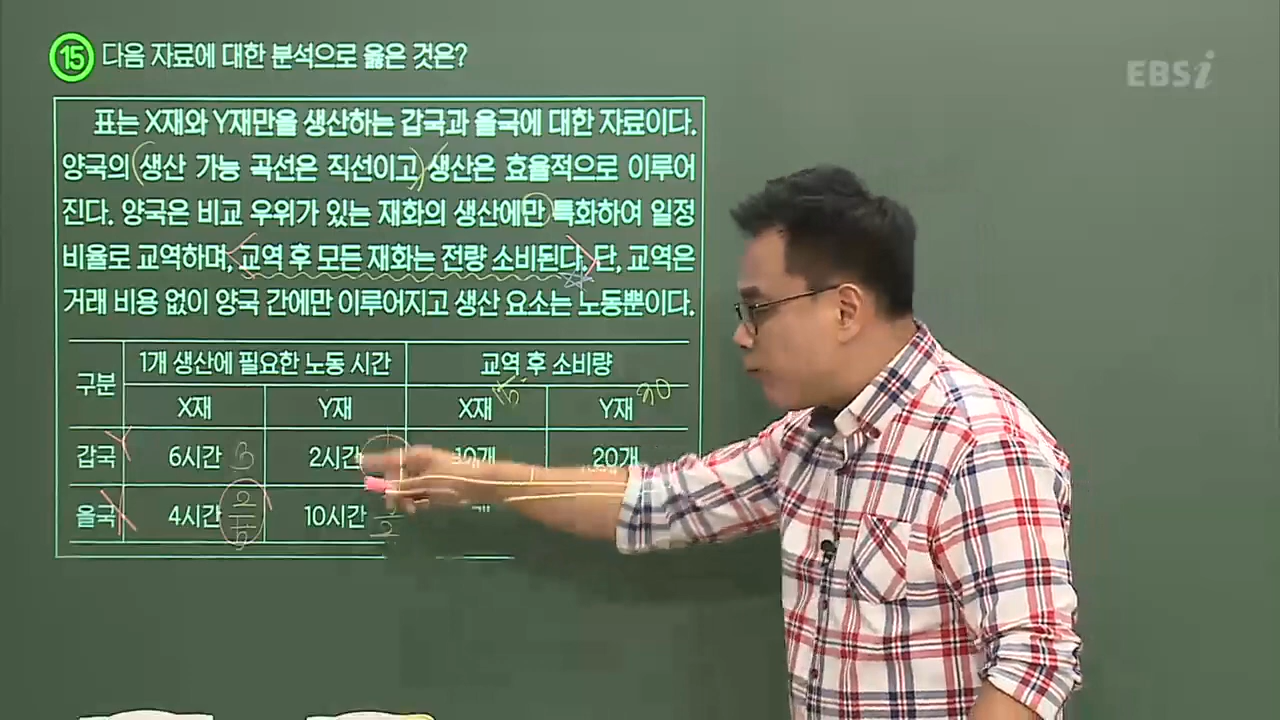 15 다음 자료에 대한 분석으로 옳은 것은?
EBSi
표는 X재와 Y재만을 생산하는 갑국과 을국에 대한 자료이다.
양국의 생산 가능 곡선은 직선이고 생산은 효율적으로 이루어
진다. 양국은 비교 우위가 있는 재화의 생산에만 특화하여 일정
비율로 교역하며, 교역 후 모든 재화는 전량 소비된다. 단, 교역은
거래 비용 없이 양국 간에만 이루어지고 생산 요소는 노동뿐이다.
구분 1개 생산에 필요한 노동 시간 교역 후 소비량
X재 Y재 X재 15 Y재 30
갑국 6시간 3 2시간 10개 20개
을국 4시간 2/5 10시간